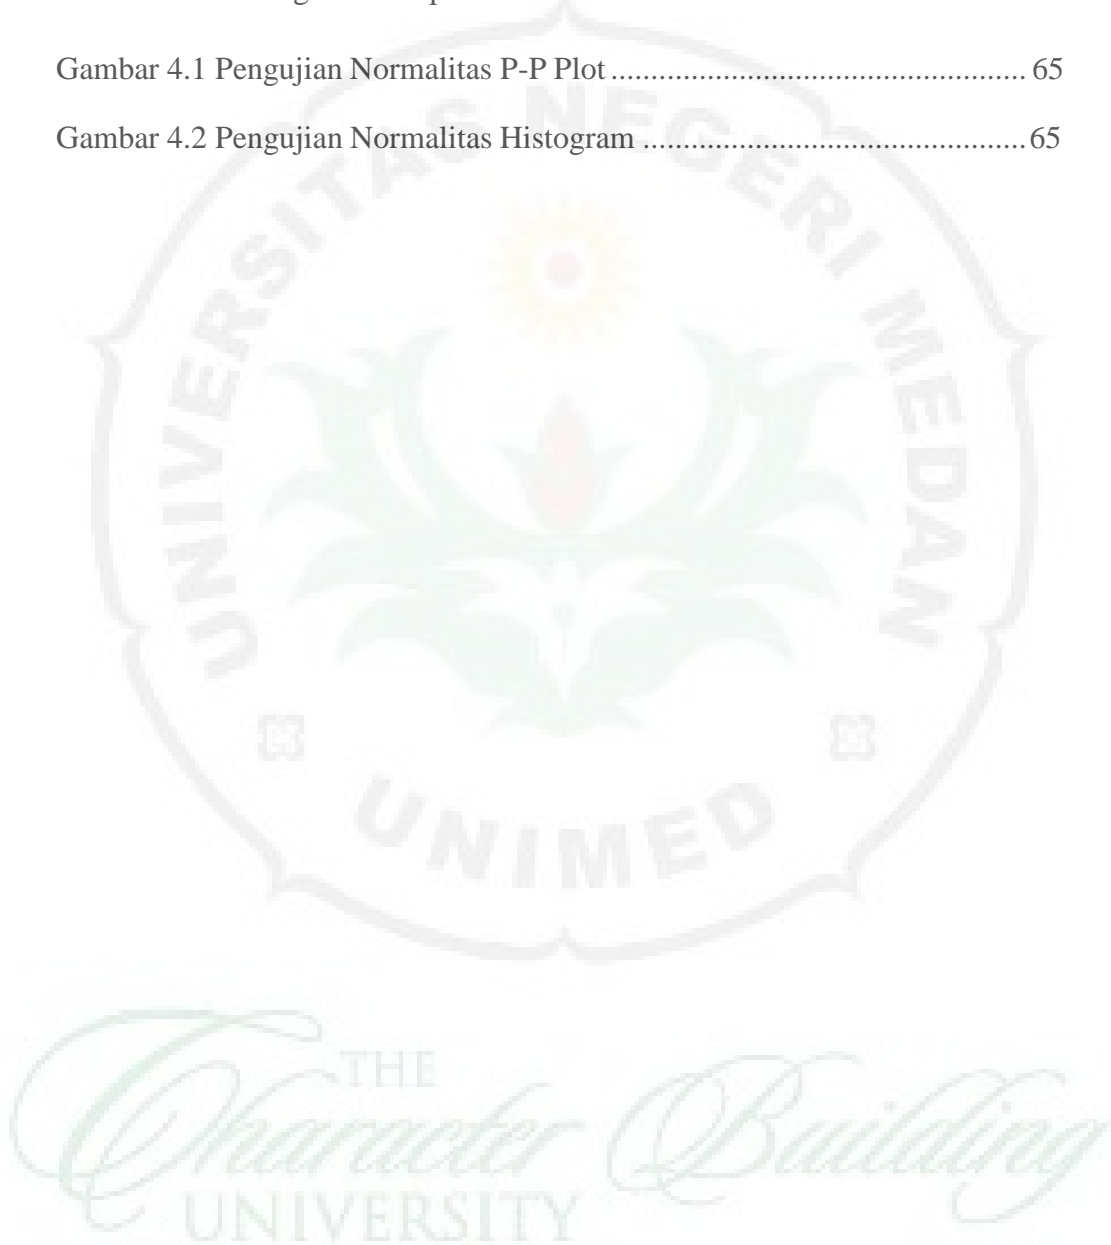 Gambar 4.1 Pengujian Normalitas P-P Plot .................................................... 65
Gambar 4.2 Pengujian Normalitas Histogram ................................................ 65
UNIVERSITAS NEGERI MEDAN
UNIMED
THE
Character Building
UNIVERSITY